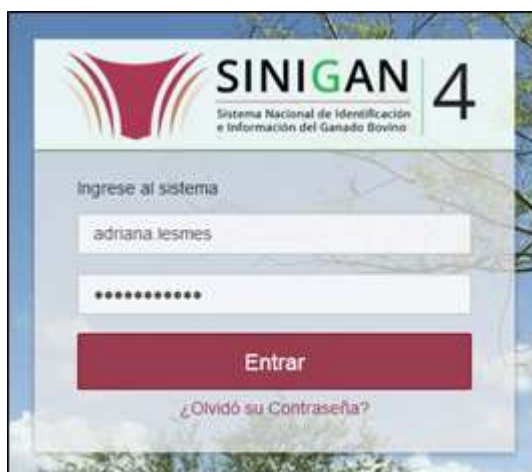 SINIGAN 4
Sistema Nacional de Identificación
e Información del Ganado Bovino
Ingrese al sistema
adriana.lesmes
•••••••••••
Entrar
¿Olvidó su Contraseña?